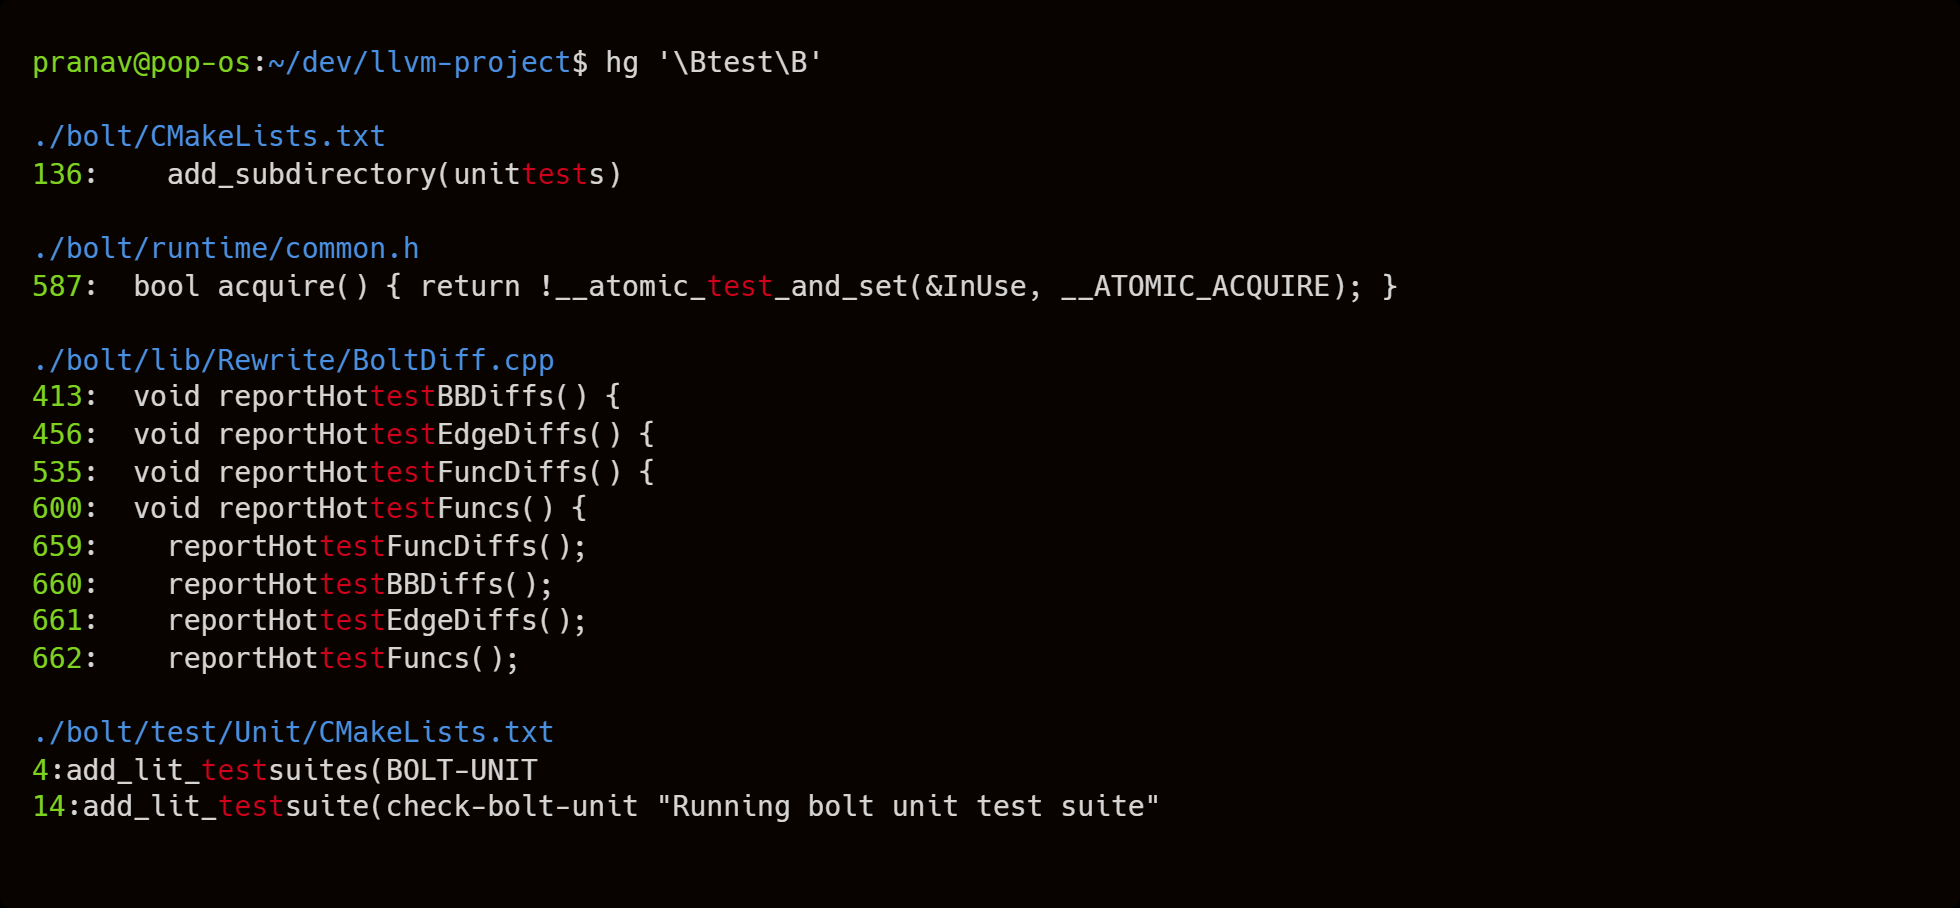 pranav@pop-os:~/dev/llvm-project$ hg '\Btest\B'

./bolt/CMakeLists.txt
136:    add_subdirectory(unittests)

./bolt/runtime/common.h
587:  bool acquire() { return !__atomic_test_and_set(&InUse, __ATOMIC_ACQUIRE); }

./bolt/lib/Rewrite/BoltDiff.cpp
413:  void reportHottestBBDiffs() {
456:  void reportHottestEdgeDiffs() {
535:  void reportHottestFuncDiffs() {
600:  void reportHottestFuncs() {
659:    reportHottestFuncDiffs();
660:    reportHottestBBDiffs();
661:    reportHottestEdgeDiffs();
662:    reportHottestFuncs();

./bolt/test/Unit/CMakeLists.txt
4:add_lit_testsuites(BOLT-UNIT
14:add_lit_testsuite(check-bolt-unit "Running bolt unit test suite"